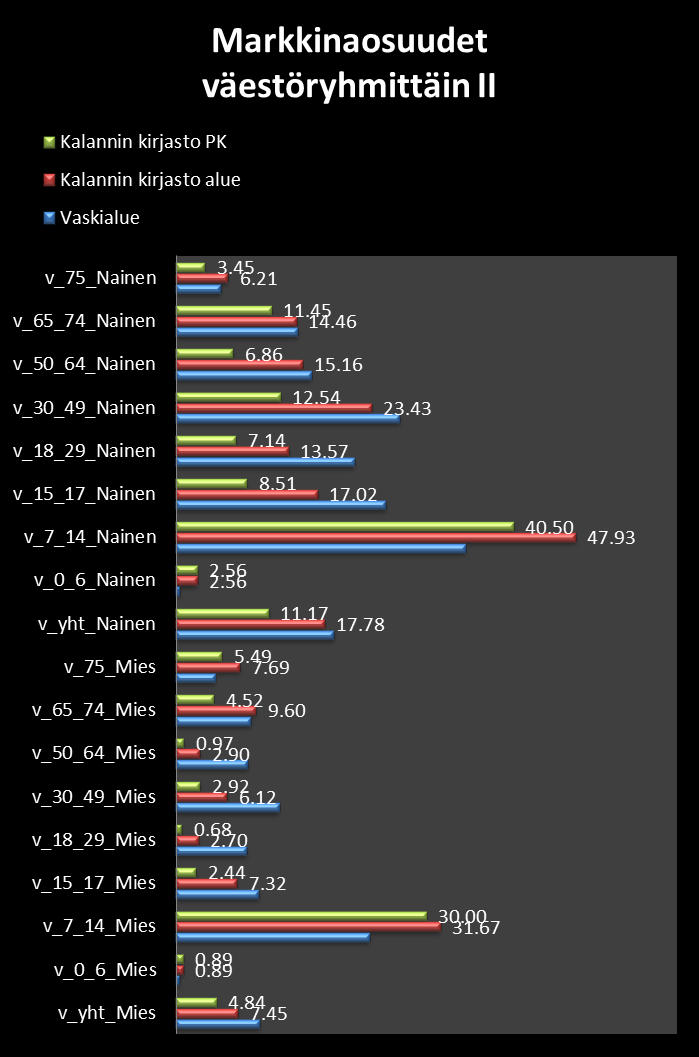 Markkinaosuudet
väestöryhmittäin II
Kalannin kirjasto PK
Kalannin kirjasto alue
Vaskialue
v_75_Nainen 3.45
6.21
v_65_74_Nainen 11.45
14.46
v_50_64_Nainen 6.86
15.16
v_30_49_Nainen 12.54
23.43
v_18_29_Nainen 7.14
13.57
v_15_17_Nainen 8.51
17.02
v_7_14_Nainen 40.50
47.93
v_0_6_Nainen 2.56
2.56
v_yht_Nainen 11.17
17.78
v_75_Mies 5.49
7.69
v_65_74_Mies 4.52
9.60
v_50_64_Mies 0.97
2.90
v_30_49_Mies 2.92
6.12
v_18_29_Mies 0.68
2.70
v_15_17_Mies 2.44
7.32
v_7_14_Mies 30.00
31.67
v_0_6_Mies 0.89
0.89
v_yht_Mies 4.84
7.45